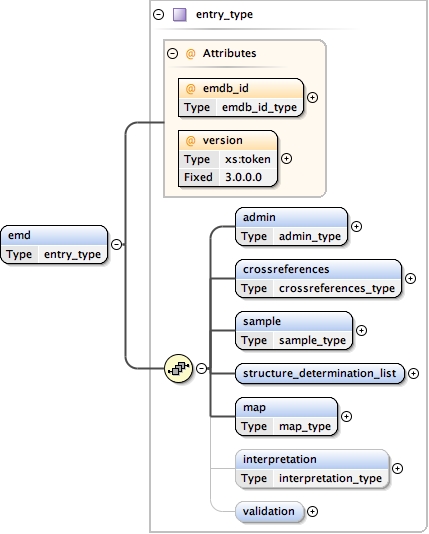 entry_type
@ Attributes
@ emdb_id
Type emdb_id_type
@ version
Type xs:token
Fixed 3.0.0.0
emd
Type entry_type
admin
Type admin_type
crossreferences
Type crossreferences_type
sample
Type sample_type
structure_determination_list
map
Type map_type
interpretation
Type interpretation_type
validation